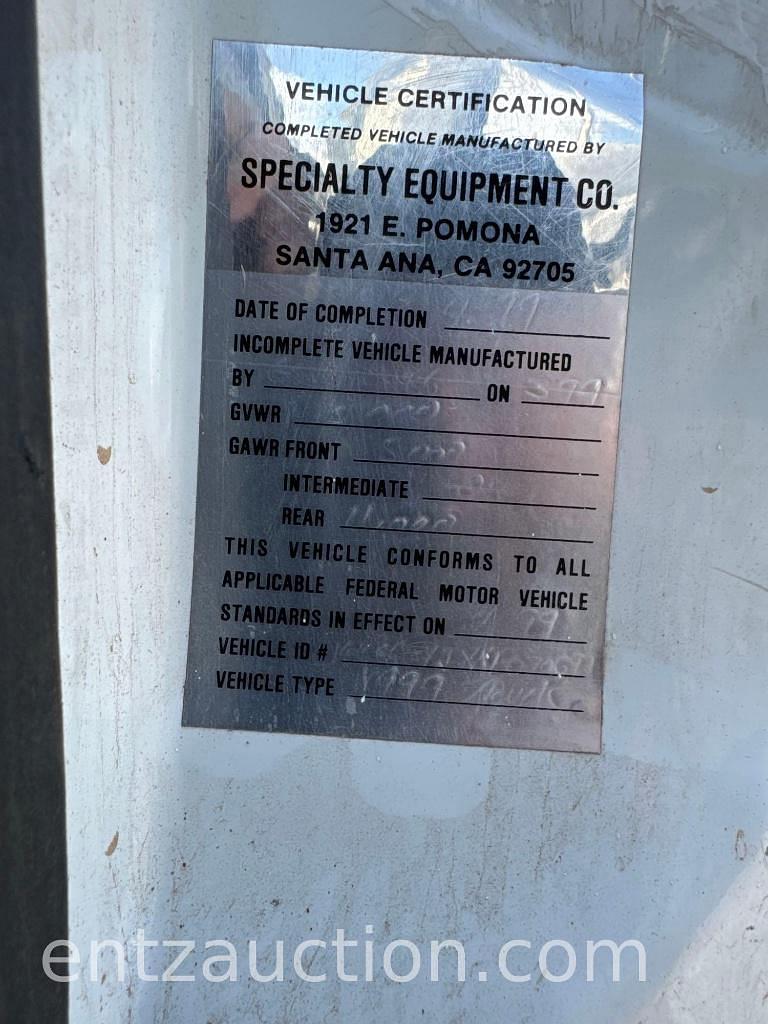 VEHICLE CERTIFICATION
COMPLETED VEHICLE MANUFACTURED BY
SPECIALTY EQUIPMENT CO.
1921 E. POMONA
SANTA ANA, CA 92705
DATE OF COMPLETION
INCOMPLETE VEHICLE MANUFACTURED
BY ON
GVWR
GAWR FRONT
INTERMEDIATE
REAR
THIS VEHICLE CONFORMS TO ALL
APPLICABLE FEDERAL MOTOR VEHICLE
STANDARDS IN EFFECT ON
VEHICLE ID #
VEHICLE TYPE 1999 Truck
entzauction.com